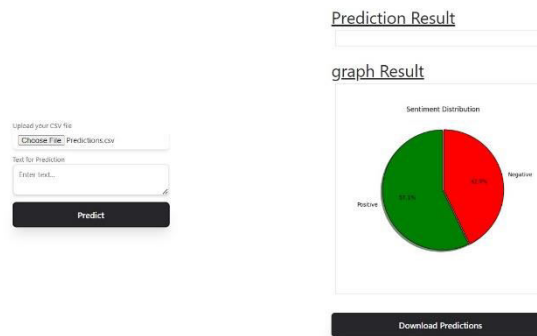 Upload your CSV file
Choose File Predictions.csv
Text for Prediction
Enter text...
Predict
Prediction Result
graph Result
Sentiment Distribution
Negative
Positive
Download Predictions